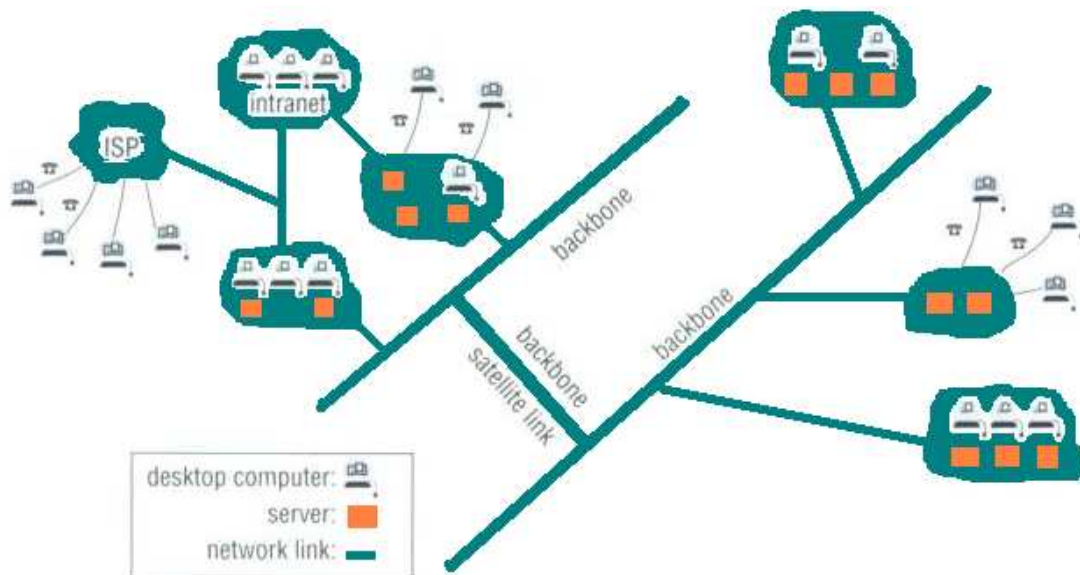 intranet
ISP
backbone
backbone
backbone
satellite link
desktop computer:
server:
network link: